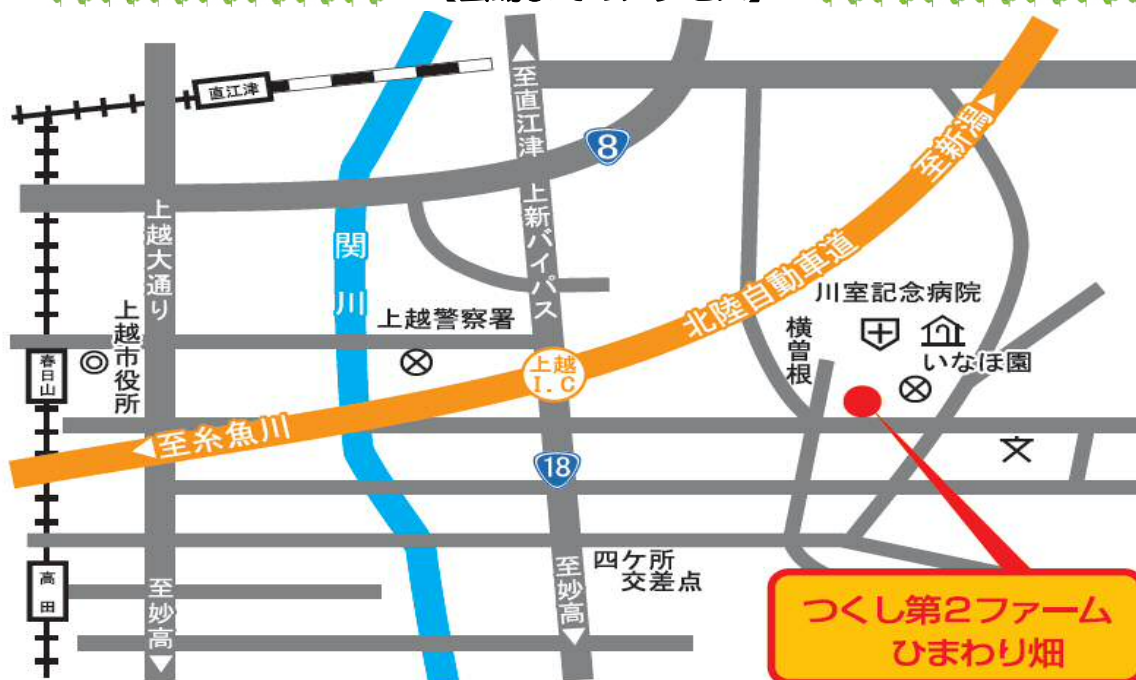 直江津
至直江津
8
至新潟
上越大通り
関川
上新バイパス
北陸自動車道
川室記念病院
上越市役所
上越警察署
横曽根
いなほ園
春日山
上越
I.C
至糸魚川
文
18
高田
至妙高
至妙高
四ケ所
交差点
つくし第2ファーム
ひまわり畑